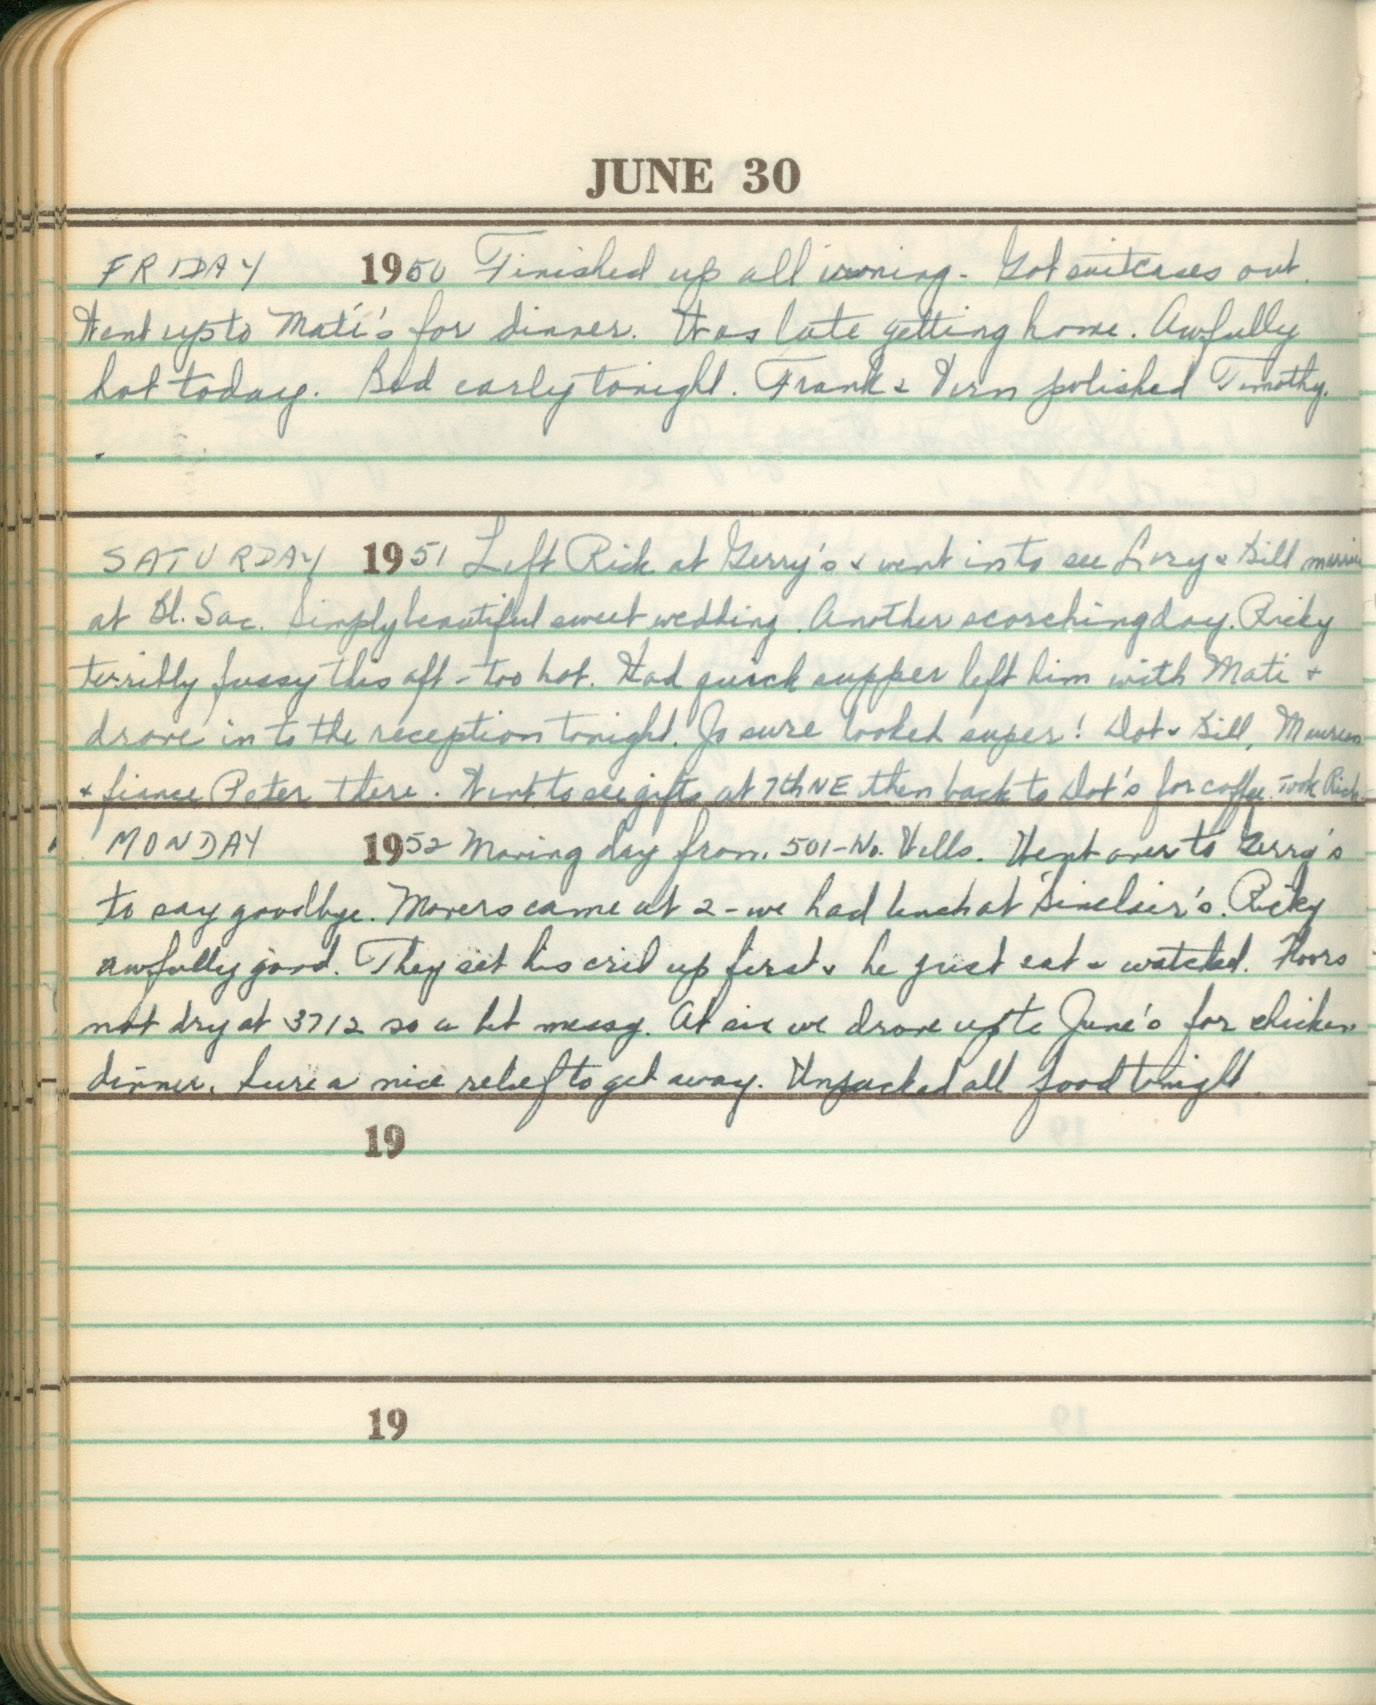 JUNE 30
FRIDAY 1950 Finished up all ironing - Got suitcases out.
Went up to Mati's for dinner. Was late getting home. Awfully
hot today. Bed early tonight. Frank & Vern polished Timothy.
SATURDAY 1951 Left Rick at Gerry's & went in to see & Bill
at Bl. Sac. Simply beautiful sweet wedding. Another scorching day. Ricky
terribly fussy this aft - too hot. Had quick supper left him with Mati &
drove in to the reception tonight. Jo sure looked super! Dot & Bill, Maureen
& fiance Peter there. Went to see gifts at 7th NE then back to Dot's for coffee. Took Rick
MONDAY 1952 Moving day from 501-No. Wells. Went over to Gerry's
to say goodbye. Movers came at 2 - we had lunch at Sinclair's. Ricky
awfully good. They set his crib up first & he just sat & watched. Floors
not dry at 3712 so a bit messy. At six we drove up to June's for chicken
dinner. Sure a nice relief to get away. Unpacked all food tonight
19
19